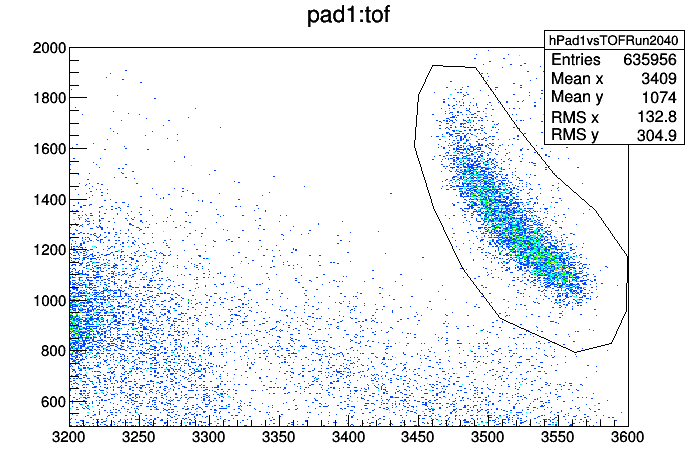 pad1:tof
hPad1vsTOFRun2040
Entries 635956
Mean x 3409
Mean y 1074
RMS x 132.8
RMS y 304.9
2000
1800
1600
1400
1200
1000
800
600
3200 3250 3300 3350 3400 3450 3500 3550 3600